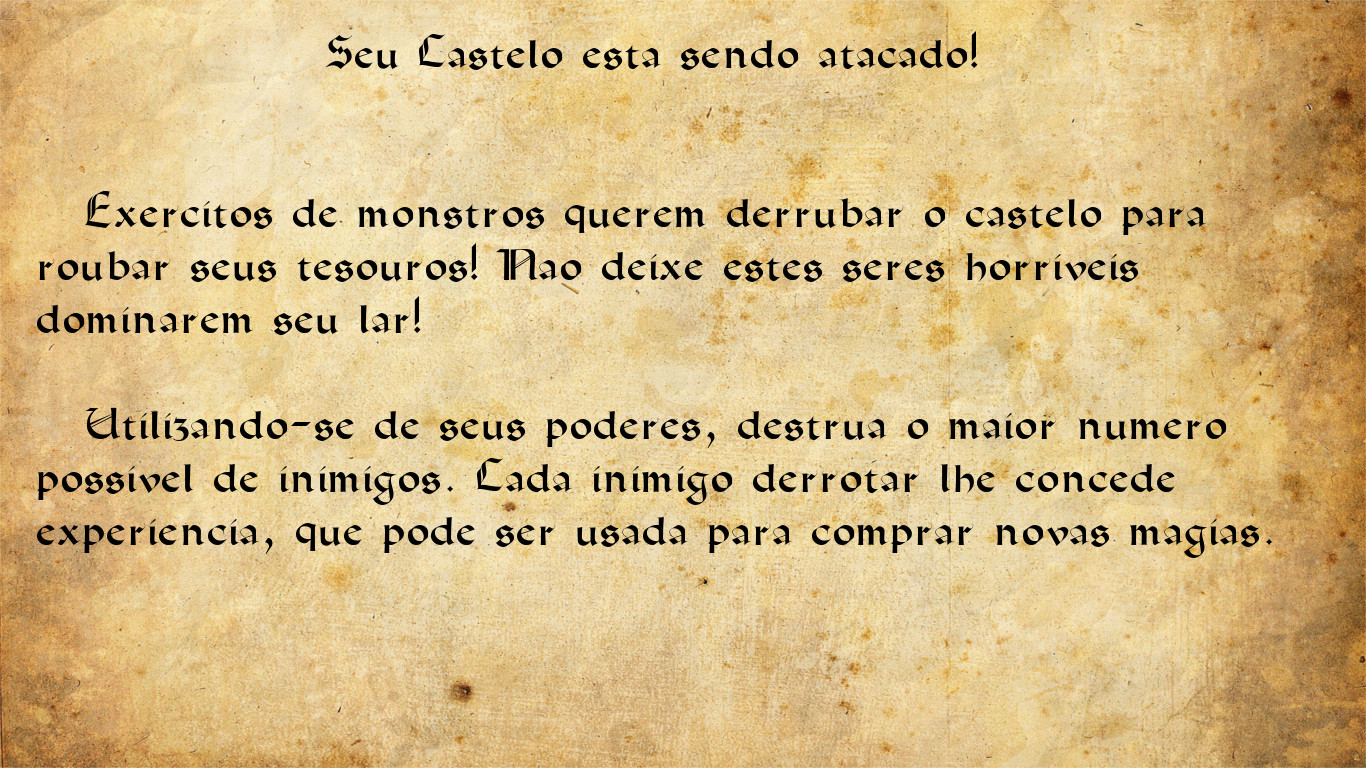 Seu Castelo esta sendo atacado!
Exercitos de monstros querem derrubar o castelo para
roubar seus tesouros! Nao deixe estes seres horriveis
dominarem seu lar!
Utilizando-se de seus poderes, destrua o maior numero
possivel de inimigos. Cada inimigo derrotar lhe concede
experiencia, que pode ser usada para comprar novas magias.